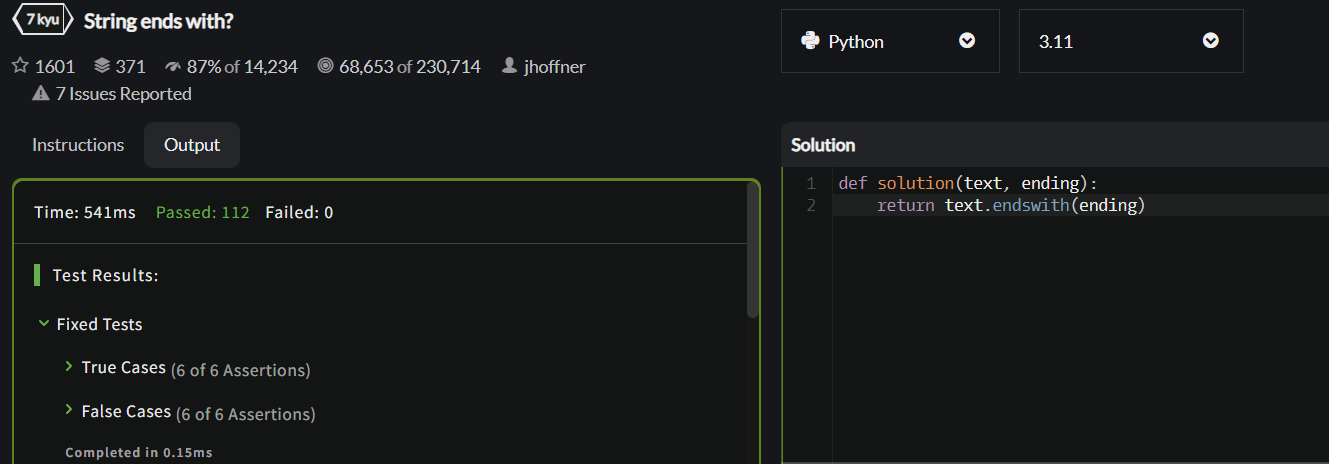 7 kyu String ends with?
1601 371 87% of 14,234 68,653 of 230,714 jhoffner
7 Issues Reported
Python 3.11
Instructions Output
Time: 541ms Passed: 112 Failed: 0
Test Results:
Fixed Tests
True Cases (6 of 6 Assertions)
False Cases (6 of 6 Assertions)
Completed in 0.15ms
Solution
1 def solution(text, ending):
2 return text.endswith(ending)